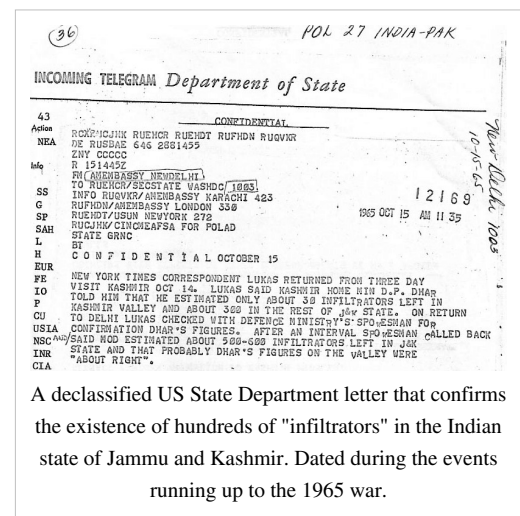 36
POL 27 INDIA-PAK
INCOMING TELEGRAM Department of State
43
Action
NEA
Info
SS
G
SP
SAH
L
H
EUR
FE
IO
P
CU
USIA
NSC
INR
CIA
CONFIDENTIAL
DE RUSBAE 646 2881455
ZNY CCCCC
R 151445Z
FM AMEMBASSY NEWDELHI
TO RUEHCR/SECSTATE WASHDC 1003
INFO RUQVKR/AMEMBASSY KARACHI 423
RUFHDN/AMEMBASSY LONDON 330
RUEHDT/USUN NEWYORK 272
RUCJHK/CINCMEAFSA FOR POLAD
STATE GRNC
BT
C O N F I D E N T I A L OCTOBER 15
12169
1965 OCT 15 AM 11 35
New Delhi 1003
10-15-65
NEW YORK TIMES CORRESPONDENT LUKAS RETURNED FROM THREE DAY
VISIT KASHMIR OCT 14. LUKAS SAID KASHMIR HOME MIN D.P. DHAR
TOLD HIM THAT HE ESTIMATED ONLY ABOUT 30 INFILTRATORS LEFT IN
KASHMIR VALLEY AND ABOUT 300 IN THE REST OF J&K STATE. ON RETURN
TO DELHI LUKAS CHECKED WITH DEFENCE MINISTRY'S SPOKESMAN FOR
CONFIRMATION DHAR'S FIGURES. AFTER AN INTERVAL SPOKESMAN CALLED BACK
AND/SAID MOD ESTIMATED ABOUT 500-600 INFILTRATORS LEFT IN J&K
STATE AND THAT PROBABLY DHAR'S FIGURES ON THE VALLEY WERE
"ABOUT RIGHT".
A declassified US State Department letter that confirms
the existence of hundreds of "infiltrators" in the Indian
state of Jammu and Kashmir. Dated during the events
running up to the 1965 war.